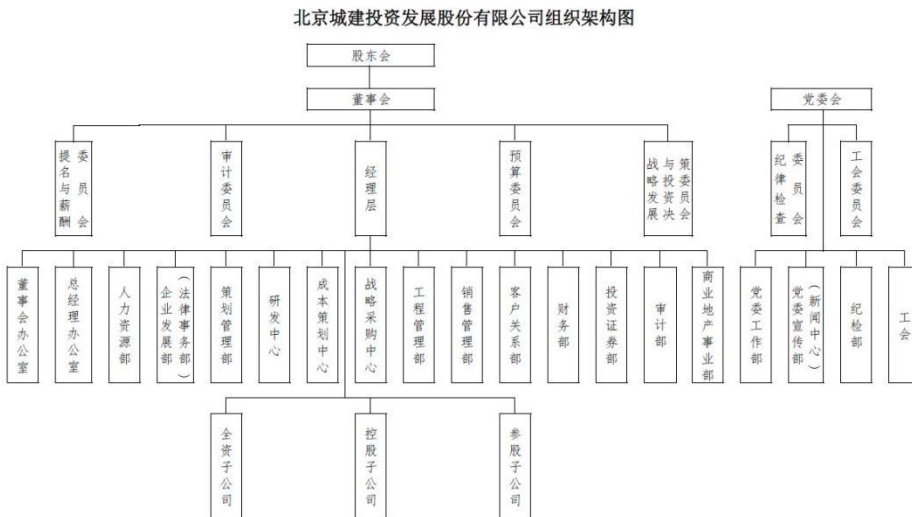 北京城建投资发展股份有限公司组织架构图
股东会
董事会
党委会
提名与薪酬
委员会
审计委员会
经理层
预算委员会
战略发展
与投资决
策委员会
纪律检查
委员会
工会委员会
董事会办公室
总经理办公室
人力资源部
企业发展部
（法律事务部）
策划管理部
研发中心
成本策划中心
战略采购中心
工程管理部
销售管理部
客户关系部
财务部
投资证券部
审计部
商业地产事业部
党委工作部
党委宣传部
（新闻中心）
纪检部
工会
全资子公司
控股子公司
参股子公司